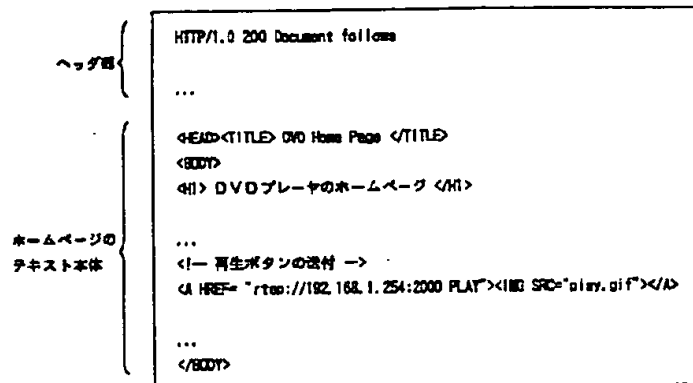 HTTP/1.0 200 Document follows
ヘッダ部
...
<HEAD><TITLE> DVD Home Page </TITLE>
<BODY>
<H1> DVDプレーヤのホームページ </H1>
ホームページの
テキスト本体
...
<!-- 再生ボタンの送付 -->
<A HREF= "rtsp://192.168.1.254:2000 PLAY"><IMG SRC="play.gif"></A>
...
</BODY>